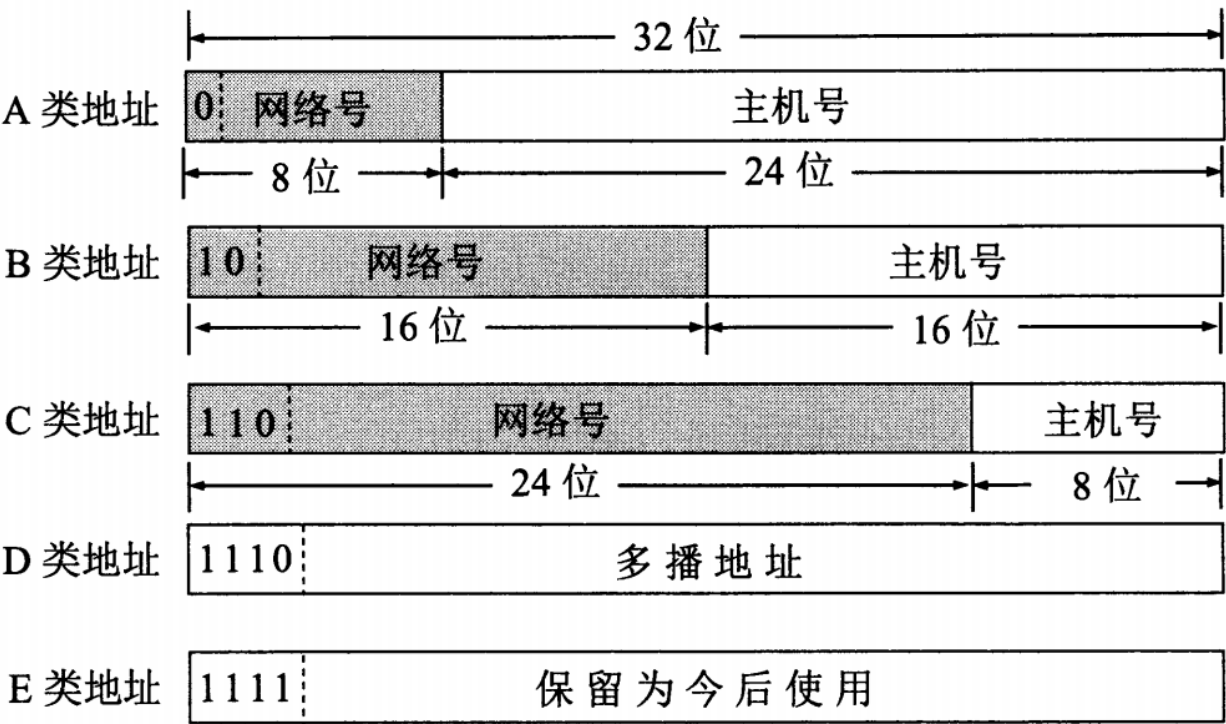 32 位
A 类地址 0 网络号 主机号
8 位 24 位
B 类地址 10 网络号 主机号
16 位 16 位
C 类地址 110 网络号 主机号
24 位 8 位
D 类地址 1110 多播地址
E 类地址 1111 保留为今后使用